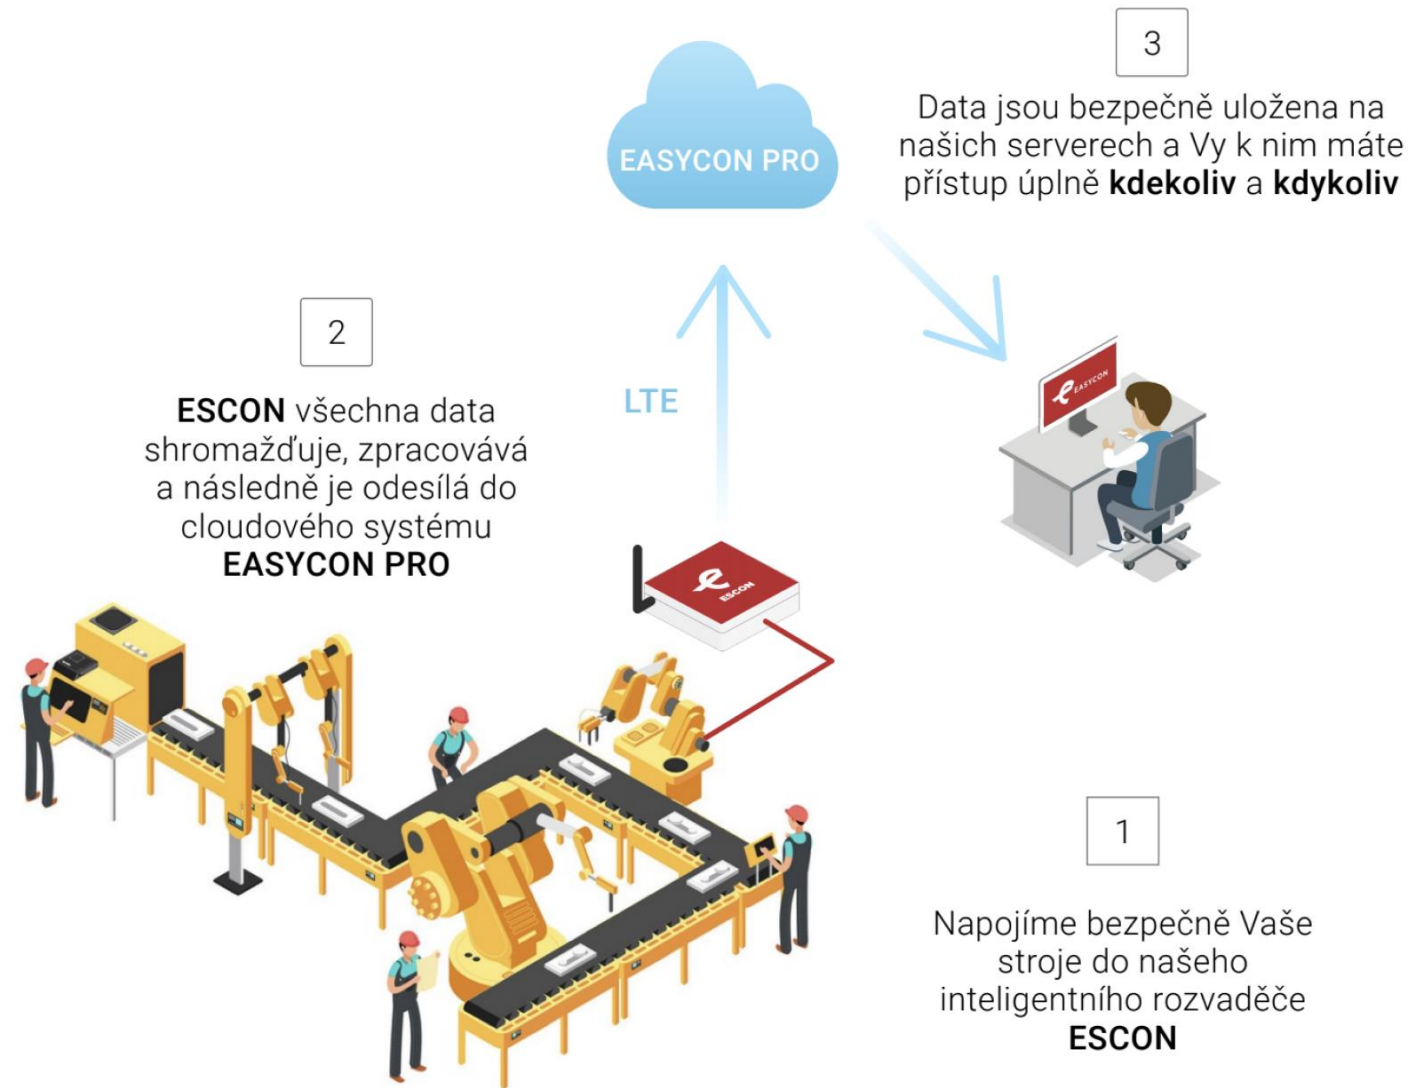 3
Data jsou bezpečně uložena na
našich serverech a Vy k nim máte
přístup úplně kdekoliv a kdykoliv
EASYCON PRO
2
ESCON všechna data
shromažďuje, zpracovává
a následně je odesílá do
cloudového systému
EASYCON PRO
LTE
EASYCON
ESCON
1
Napojíme bezpečně Vaše
stroje do našeho
inteligentního rozvaděče
ESCON